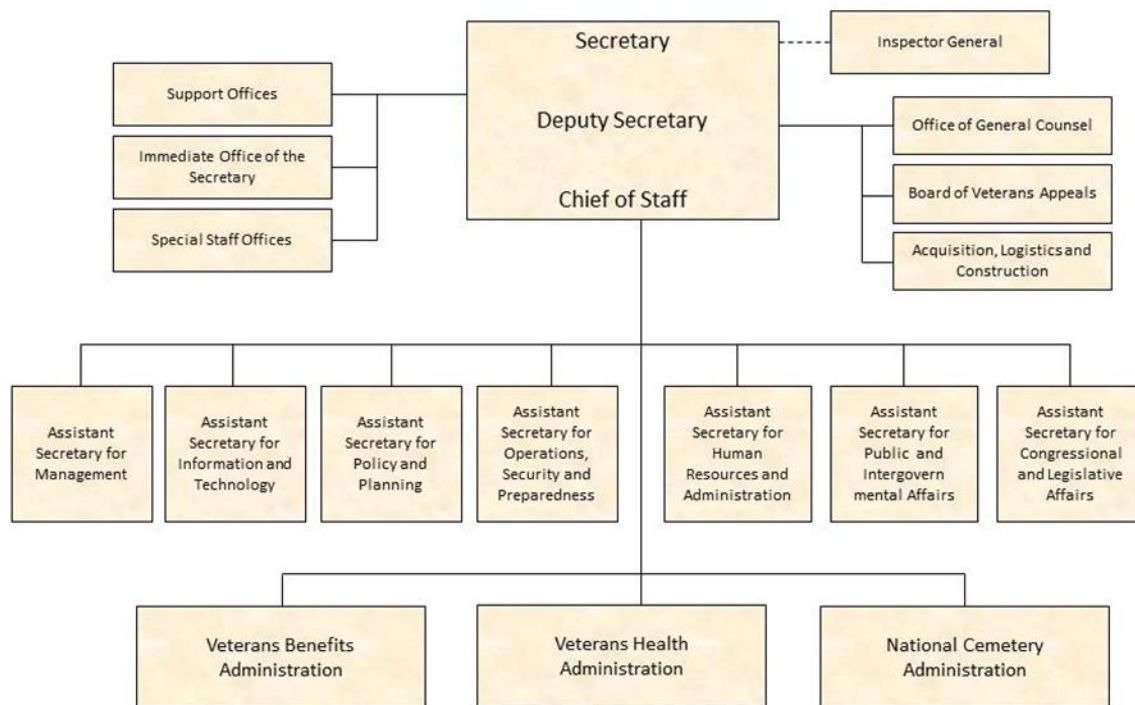 Secretary
Deputy Secretary
Chief of Staff
Inspector General
Support Offices
Immediate Office of the
Secretary
Special Staff Offices
Office of General Counsel
Board of Veterans Appeals
Acquisition, Logistics and
Construction
Assistant
Secretary for
Management
Assistant
Secretary for
Information and
Technology
Assistant
Secretary for
Policy and
Planning
Assistant
Secretary for
Operations,
Security and
Preparedness
Assistant
Secretary for
Human
Resources and
Administration
Assistant
Secretary for
Public and
Intergovern
mental Affairs
Assistant
Secretary for
Congressional
and Legislative
Affairs
Veterans Benefits
Administration
Veterans Health
Administration
National Cemetery
Administration